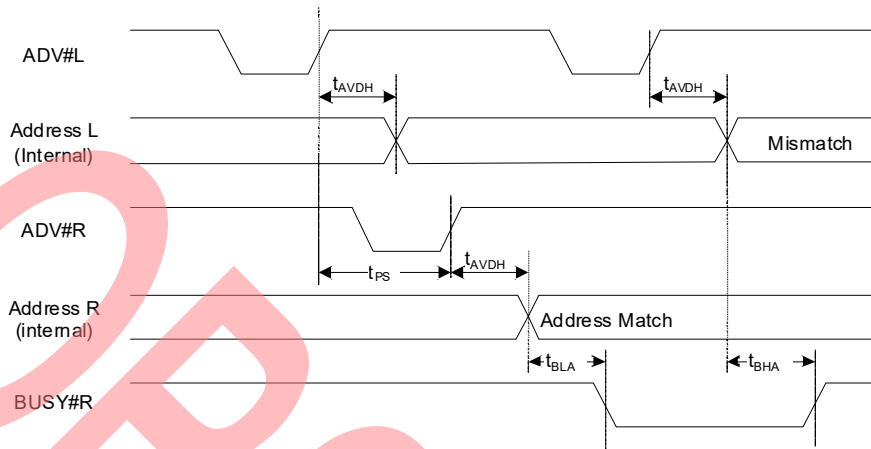 ADV#L
tAVDH
tAVDH
Address L
(Internal)
Mismatch
ADV#R
tPS
tAVDH
Address R
(internal)
Address Match
tBLA
tBHA
BUSY#R